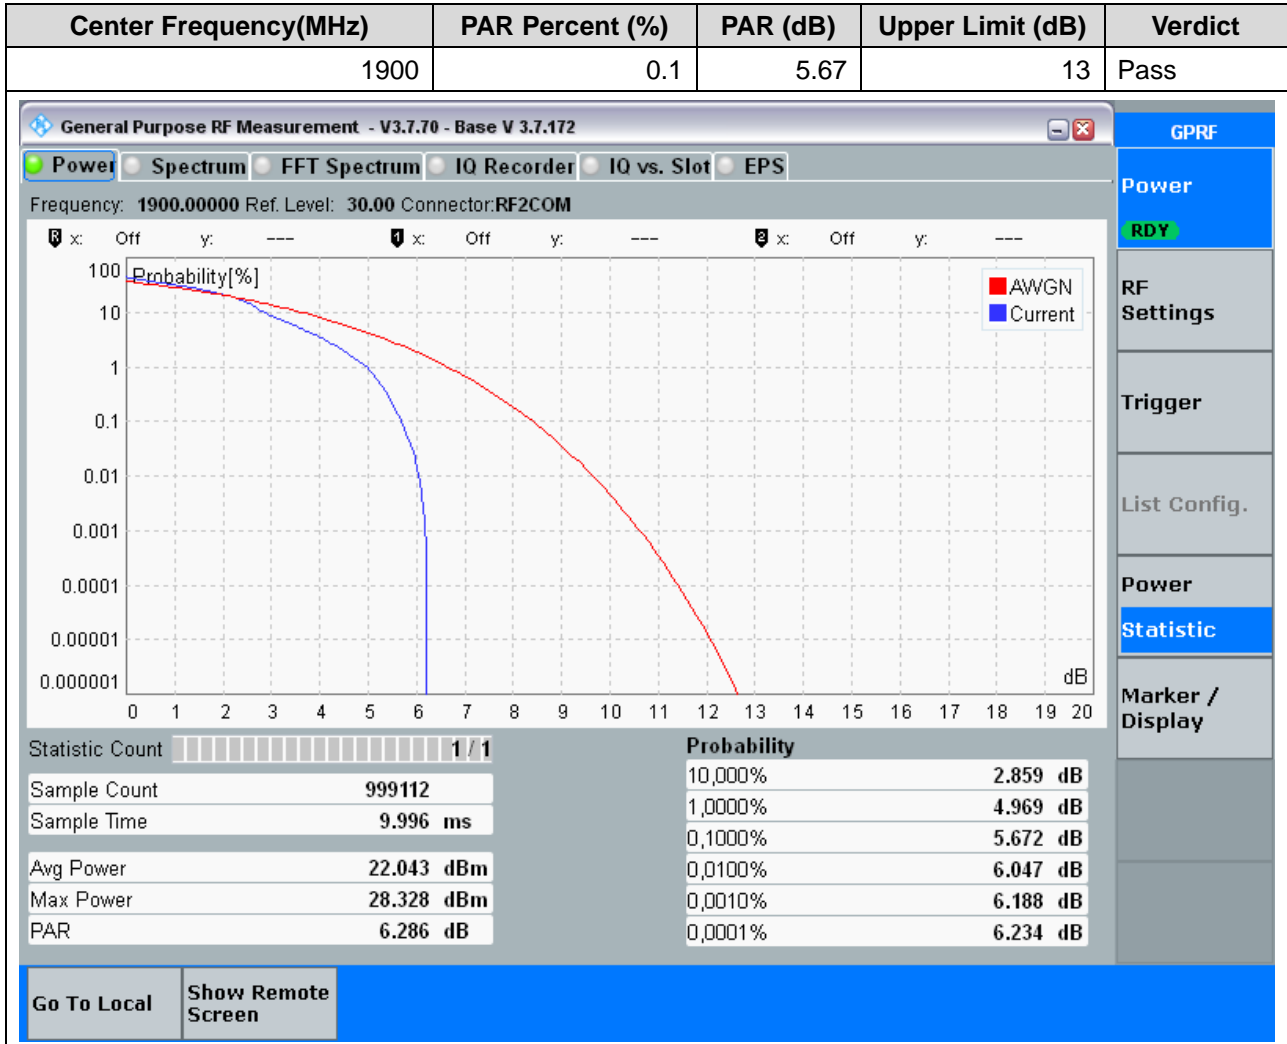 Center Frequency(MHz) PAR Percent (%) PAR (dB) Upper Limit (dB) Verdict
1900 0.1 5.67 13 Pass
General Purpose RF Measurement - V3.7.70 - Base V 3.7.172
GPRF
Power Spectrum FFT Spectrum IQ Recorder IQ vs. Slot EPS
Power
RDY
Frequency: 1900.00000 Ref. Level: 30.00 Connector:RF2COM
R x: Off y: --- 1 x: Off y: --- 2 x: Off y: ---
Probability[%]
100
10
1
0.1
0.01
0.001
0.0001
0.00001
0.000001
AWGN
Current
dB
0 1 2 3 4 5 6 7 8 9 10 11 12 13 14 15 16 17 18 19 20
RF
Settings
Trigger
List Config.
Power
Statistic
Marker /
Display
Statistic Count 1 / 1
Sample Count 999112
Sample Time 9.996 ms
Avg Power 22.043 dBm
Max Power 28.328 dBm
PAR 6.286 dB
Probability
10,000% 2.859 dB
1,0000% 4.969 dB
0,1000% 5.672 dB
0,0100% 6.047 dB
0,0010% 6.188 dB
0,0001% 6.234 dB
Go To Local
Show Remote
Screen